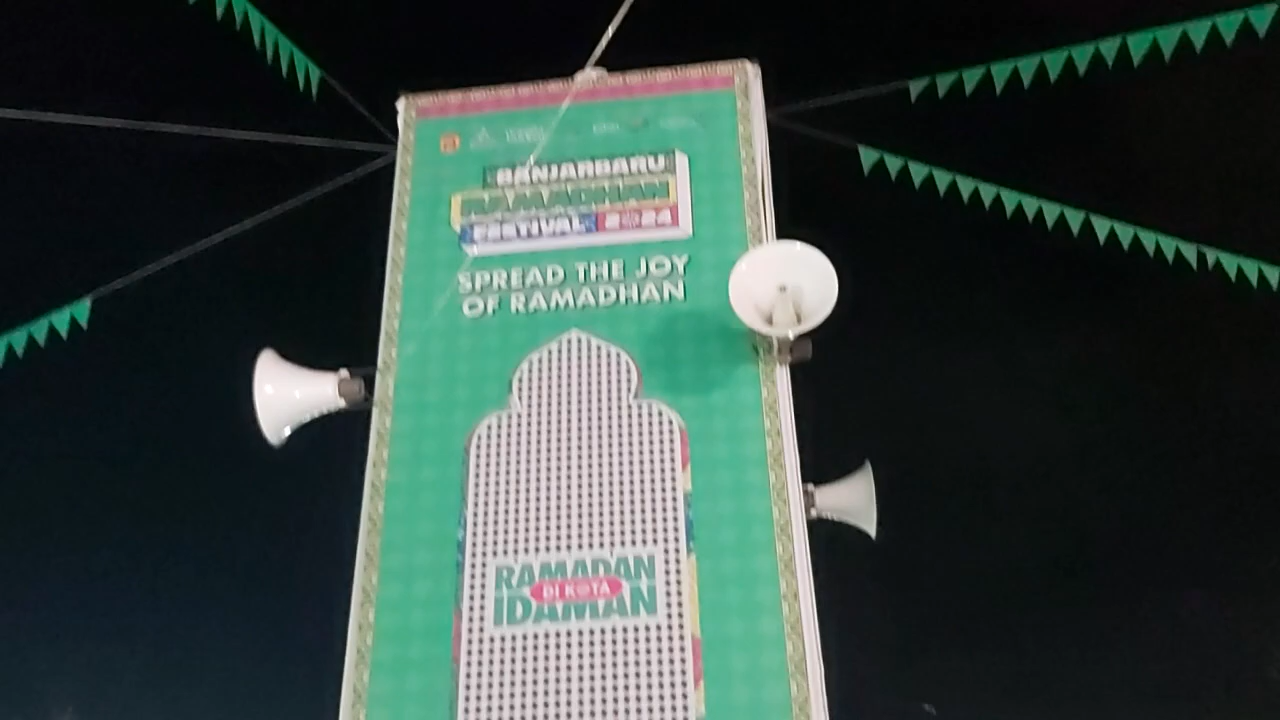 BANJARBARU
RAMADHAN
FESTIVAL 2024
SPREAD THE JOY
OF RAMADHAN
RAMADAN
DI KOTA
IDAMAN